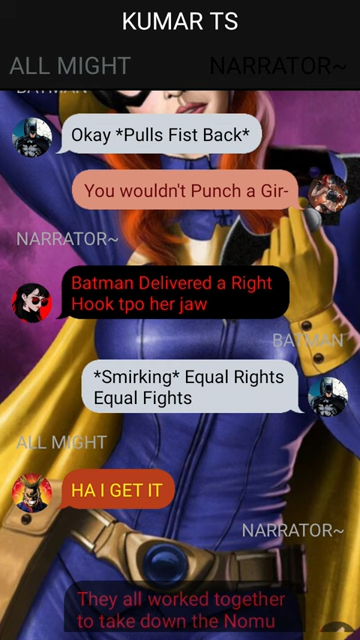 KUMAR TS
ALL MIGHT
NARRATOR~
BATMAN
Okay *Pulls Fist Back*
You wouldn't Punch a Gir-
NARRATOR~
Batman Delivered a Right
Hook tpo her jaw
BATMAN
*Smirking* Equal Rights
Equal Fights
ALL MIGHT
HA I GET IT
NARRATOR~
They all worked together
to take down the Nomu